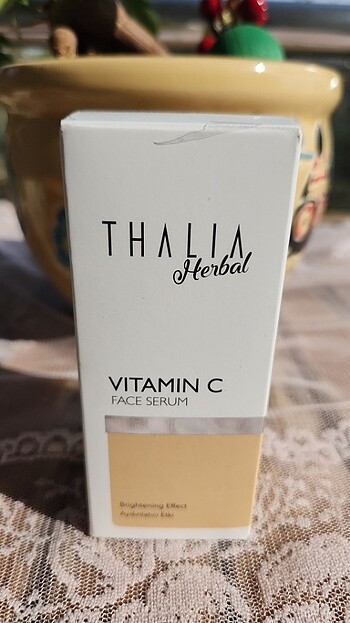 THALIA
Herbal
VITAMIN C
FACE SERUM
Brightening Effect
Aydınlatıcı Etki